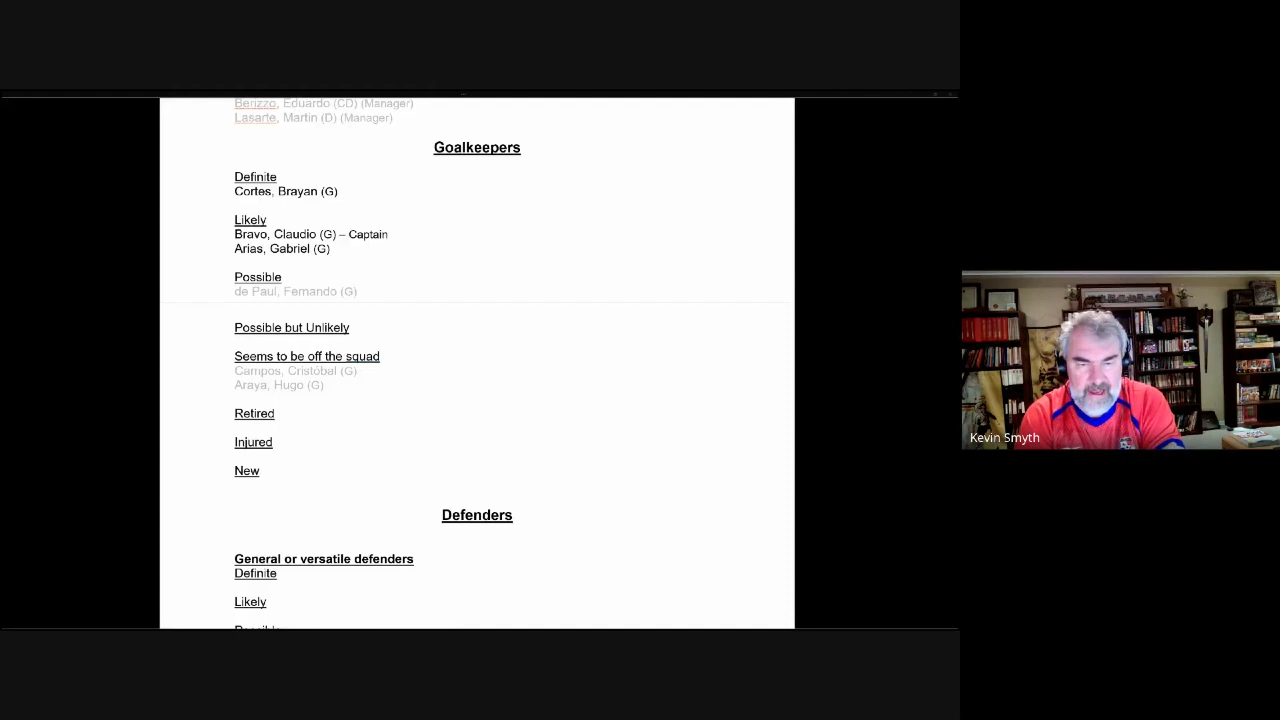 Berizzo, Eduardo (CD) (Manager)
Lasarte, Martin (D) (Manager)
Goalkeepers
Definite
Cortes, Brayan (G)
Likely
Bravo, Claudio (G) – Captain
Arias, Gabriel (G)
Possible
de Paul, Fernando (G)
Possible but Unlikely
Seems to be off the squad
Campos, Cristóbal (G)
Araya, Hugo (G)
Retired
Injured
New
Defenders
General or versatile defenders
Definite
Likely
Kevin Smyth